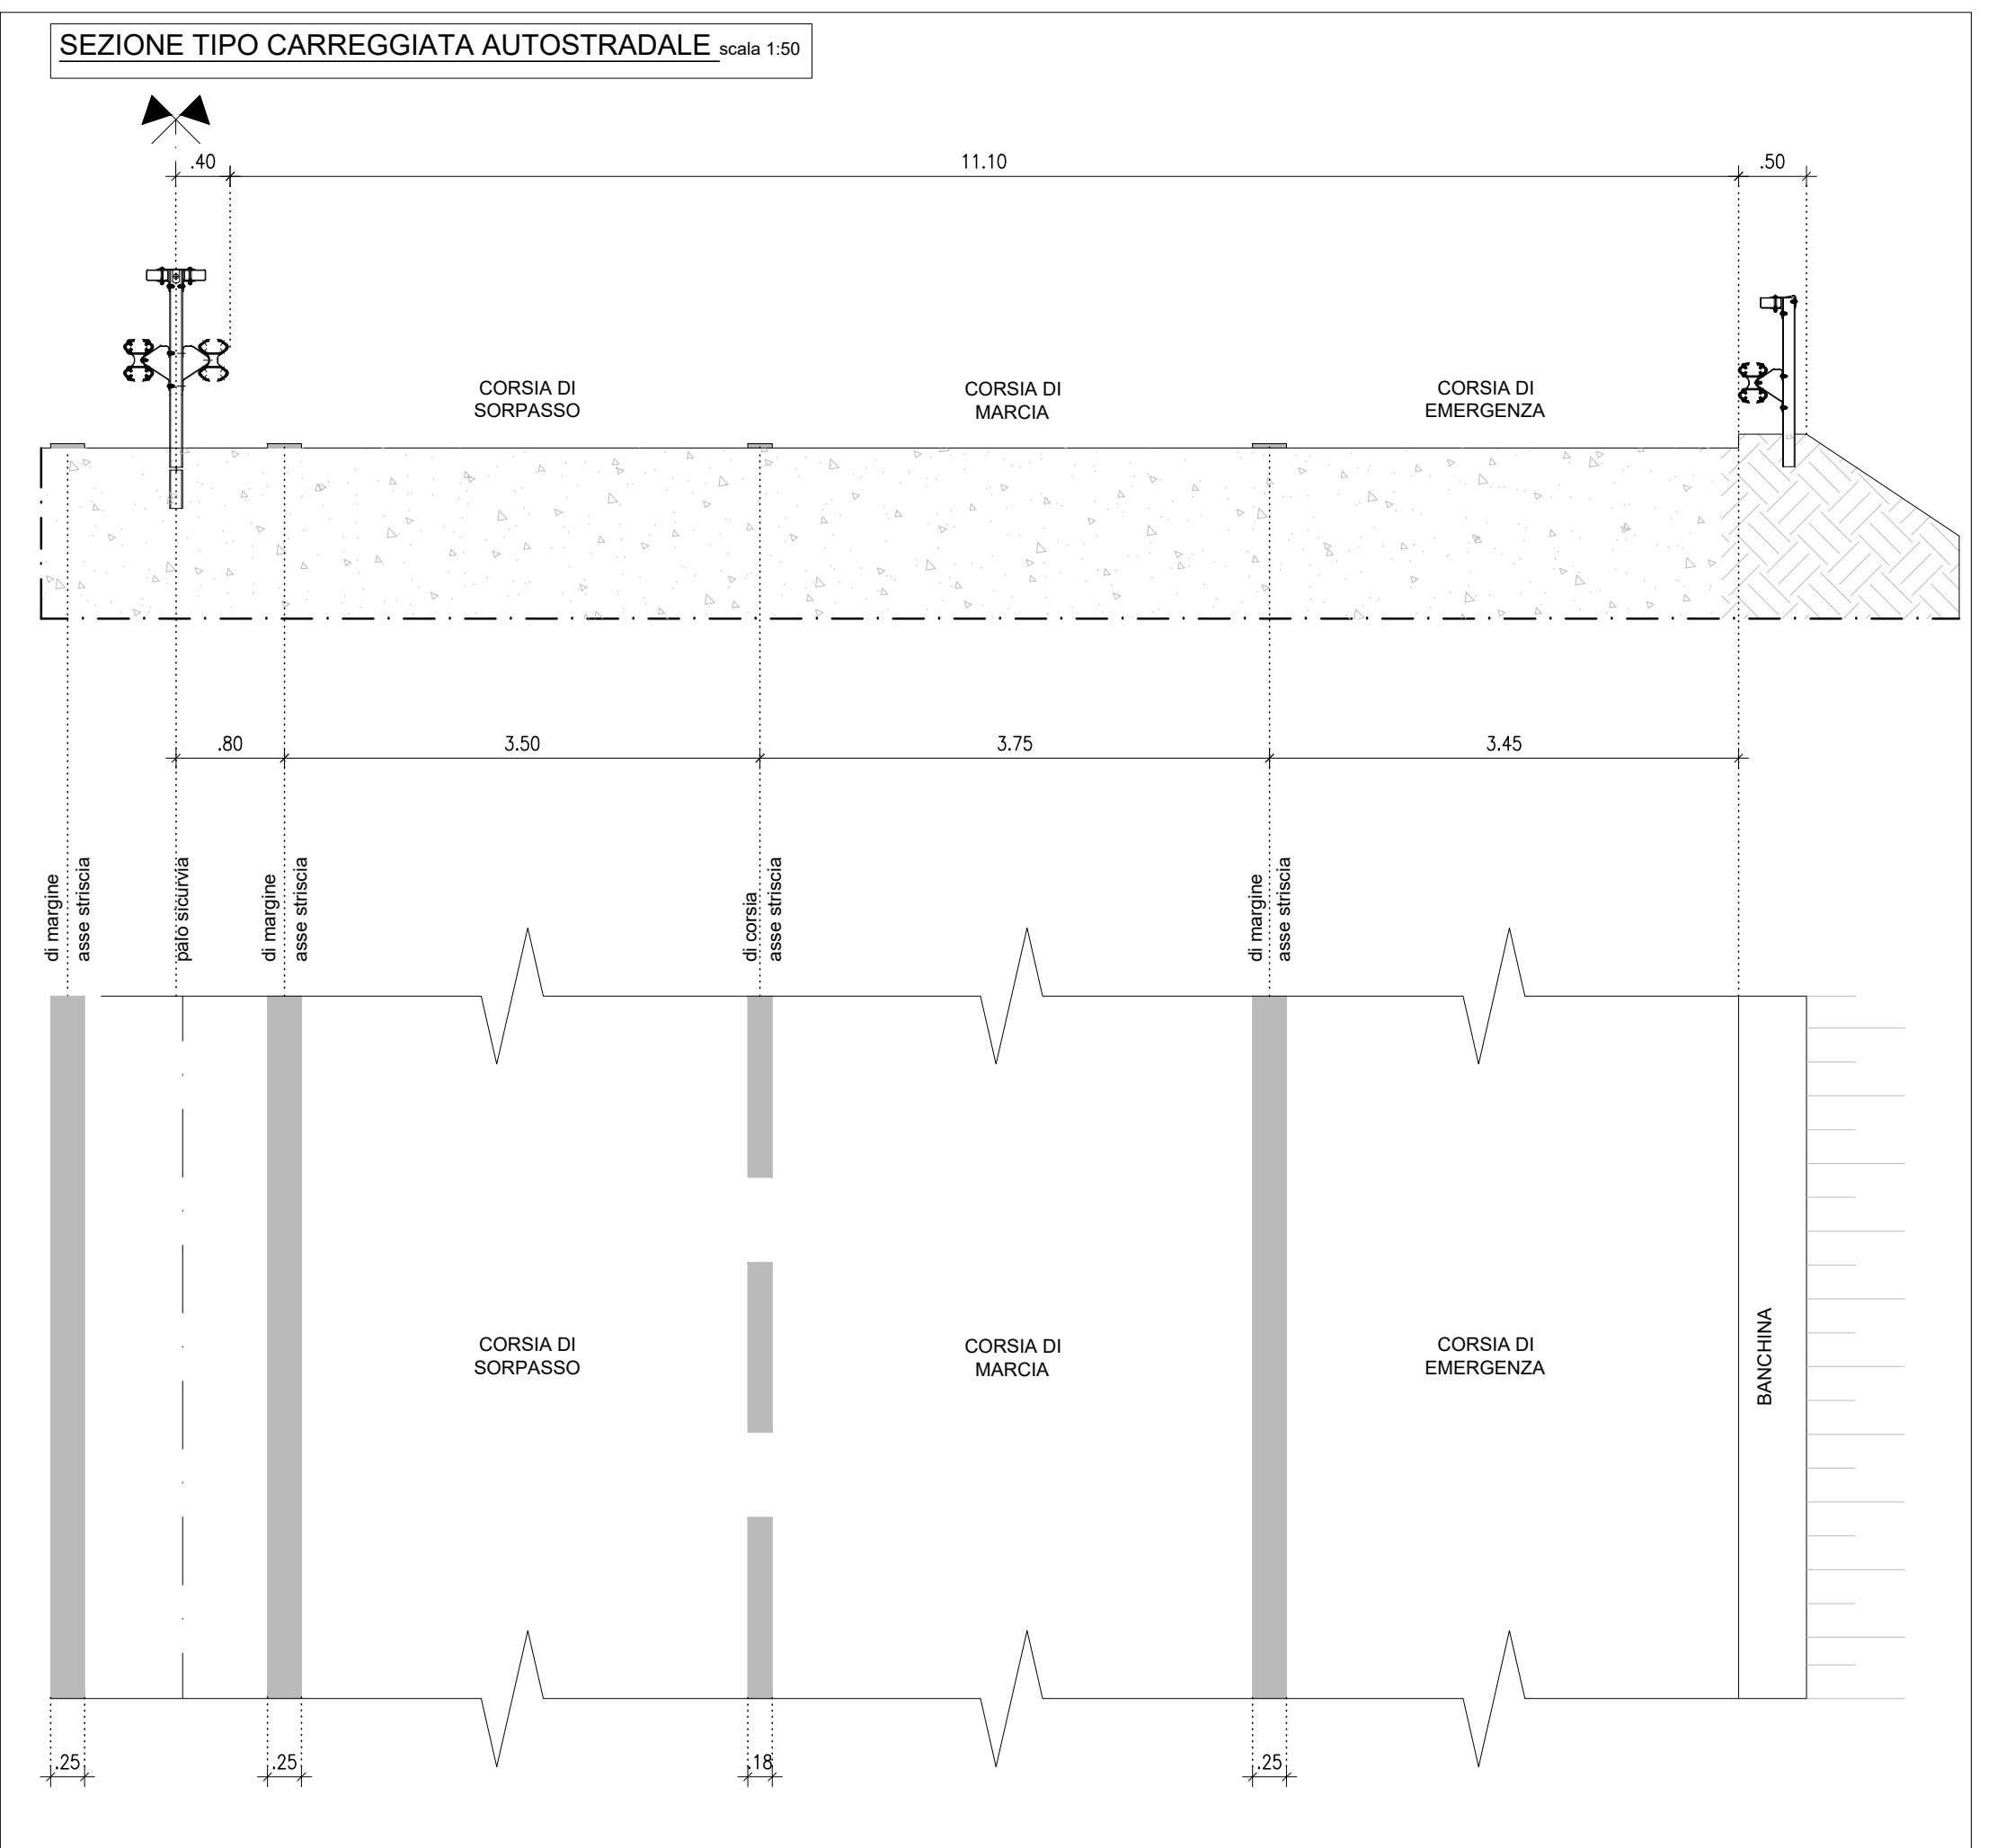 SEZIONE TIPO CARREGGIATA AUTOSTRADALE scala 1:50
.40
11.10
.50
CORSIA DI
SORPASSO
CORSIA DI
MARCIA
CORSIA DI
EMERGENZA
.80
3.50
3.75
3.45
di margine
asse striscia
palo sicurvia
di margine
asse striscia
di corsia
asse striscia
di margine
asse striscia
CORSIA DI
SORPASSO
CORSIA DI
MARCIA
CORSIA DI
EMERGENZA
BANCHINA
.25
.25
.18
.25